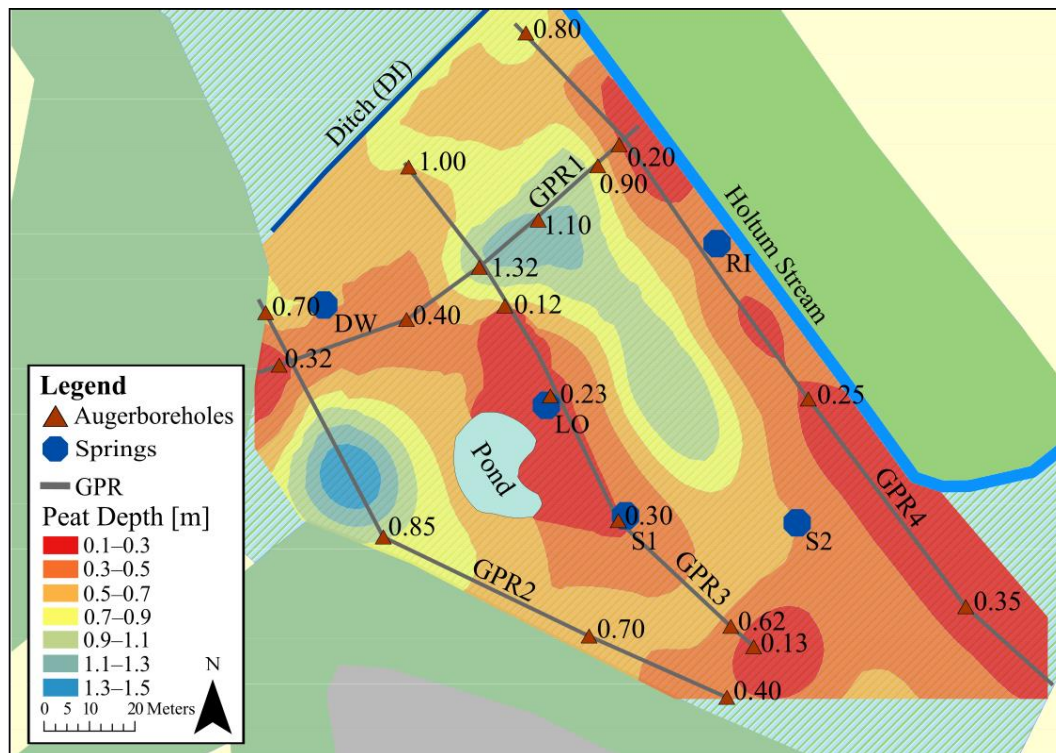 0.80
Ditch (DI)
0.20
1.00
GPR1
0.90
Holtum Stream
1.10
RI
1.32
0.12
0.70
DW
0.40
0.32
0.23
LO
0.25
Pond
GPR4
0.30
S1
S2
0.85
GPR2
GPR3
0.35
0.62
0.70
0.13
0.40
Legend
Augerboreholes
Springs
GPR
Peat Depth [m]
0.1–0.3
0.3–0.5
0.5–0.7
0.7–0.9
0.9–1.1
1.1–1.3
1.3–1.5
N
0 5 10 20 Meters